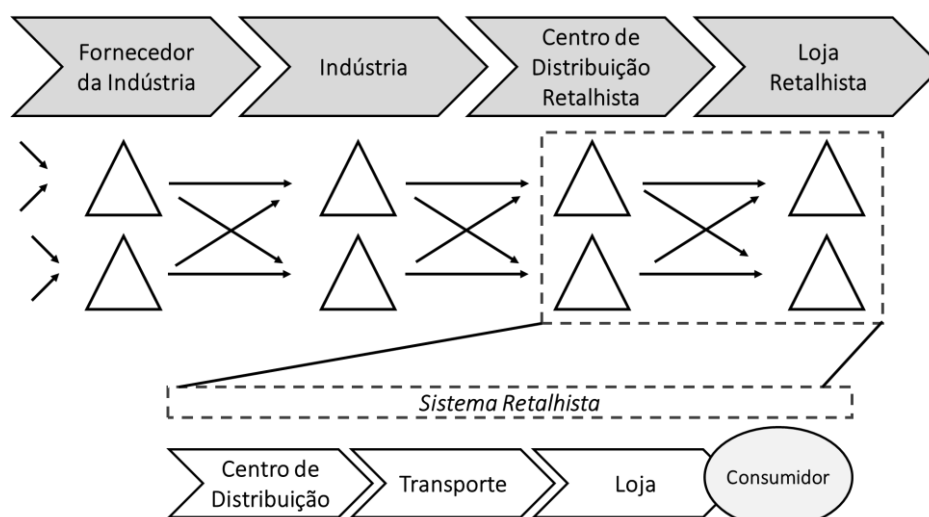 Fornecedor
da Indústria
Indústria
Centro de
Distribuição
Retalhista
Loja
Retalhista
Sistema Retalhista
Centro de
Distribuição
Transporte
Loja
Consumidor